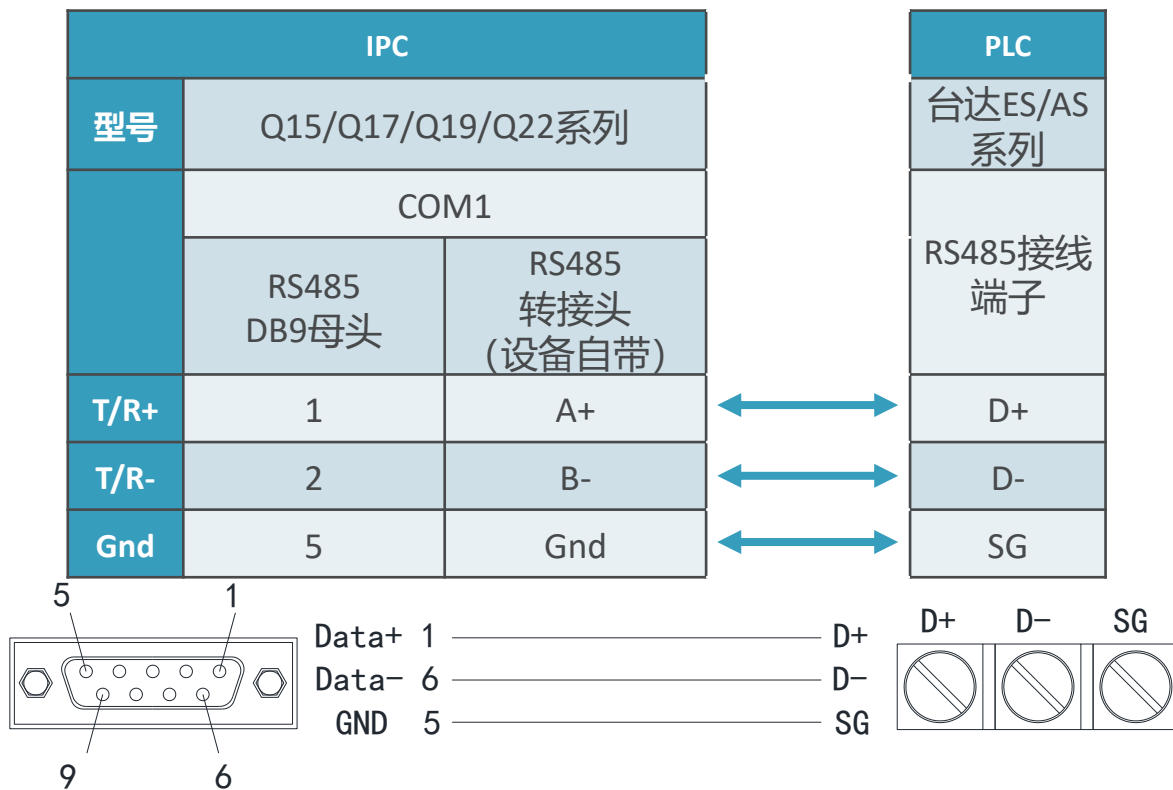 IPC
PLC
型号
Q15/Q17/Q19/Q22系列
台达ES/AS
系列
COM1
RS485
DB9母头
RS485
转接头
(设备自带)
RS485接线
端子
T/R+ 1 A+ D+
T/R- 2 B- D-
Gnd 5 Gnd SG
5 1
Data+ 1 D+
Data- 6 D-
GND 5 SG
D+ D- SG
9 6